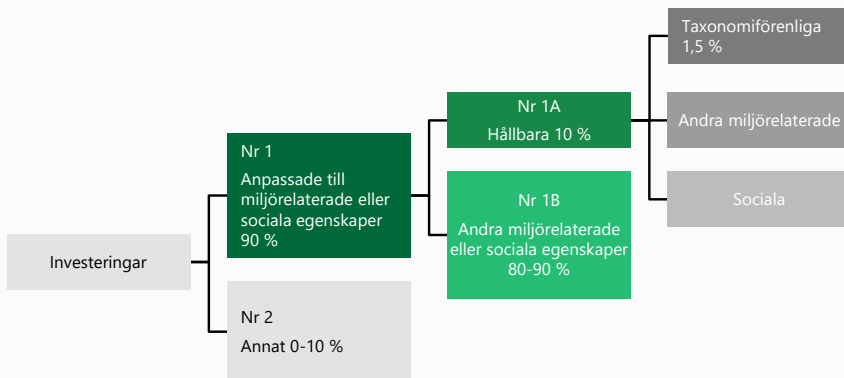 Investeringar
Nr 1
Anpassade till
miljörelaterade eller
sociala egenskaper
90 %
Nr 2
Annat 0-10 %
Nr 1A
Hållbara 10 %
Nr 1B
Andra miljörelaterade
eller sociala egenskaper
80-90 %
Taxonomiförenliga
1,5 %
Andra miljörelaterade
Sociala